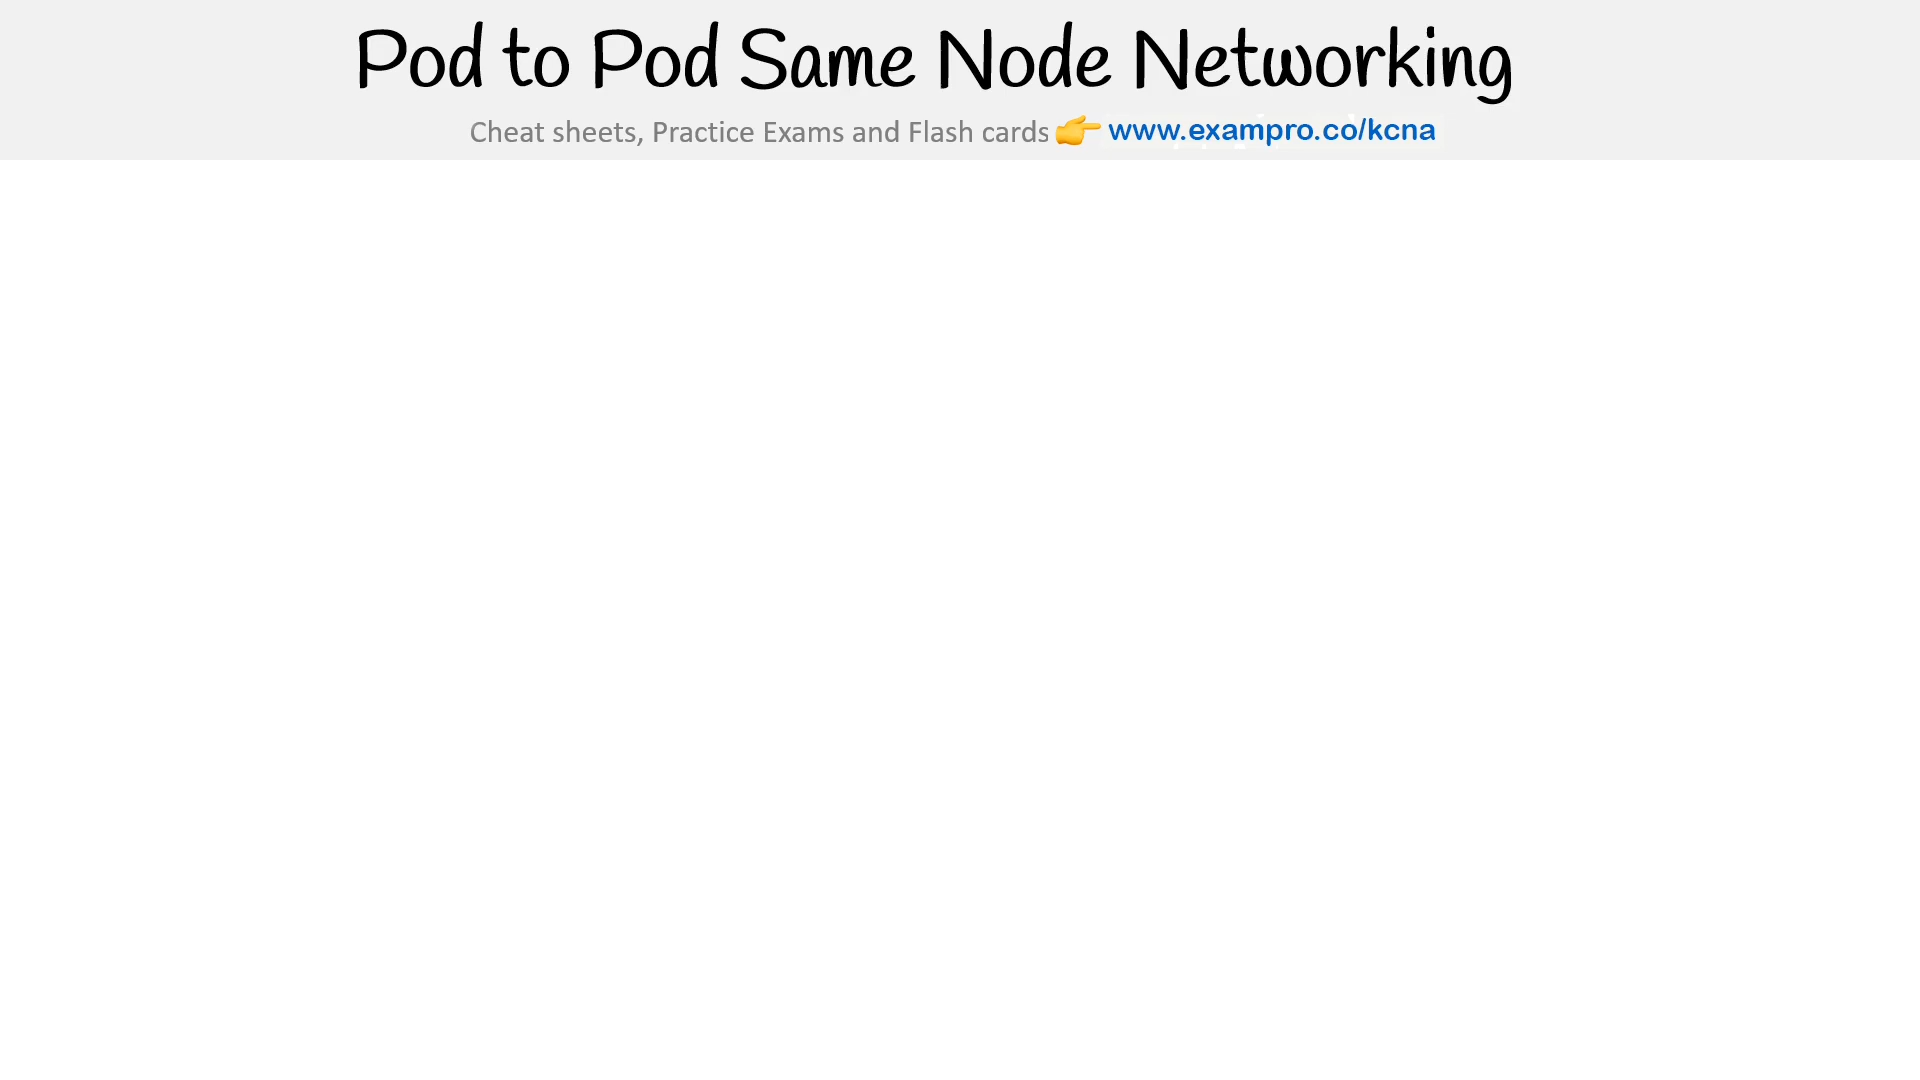 Pod to Pod Same Node Networking
Cheat sheets, Practice Exams and Flash cards 👉 www.exampro.co/kcna